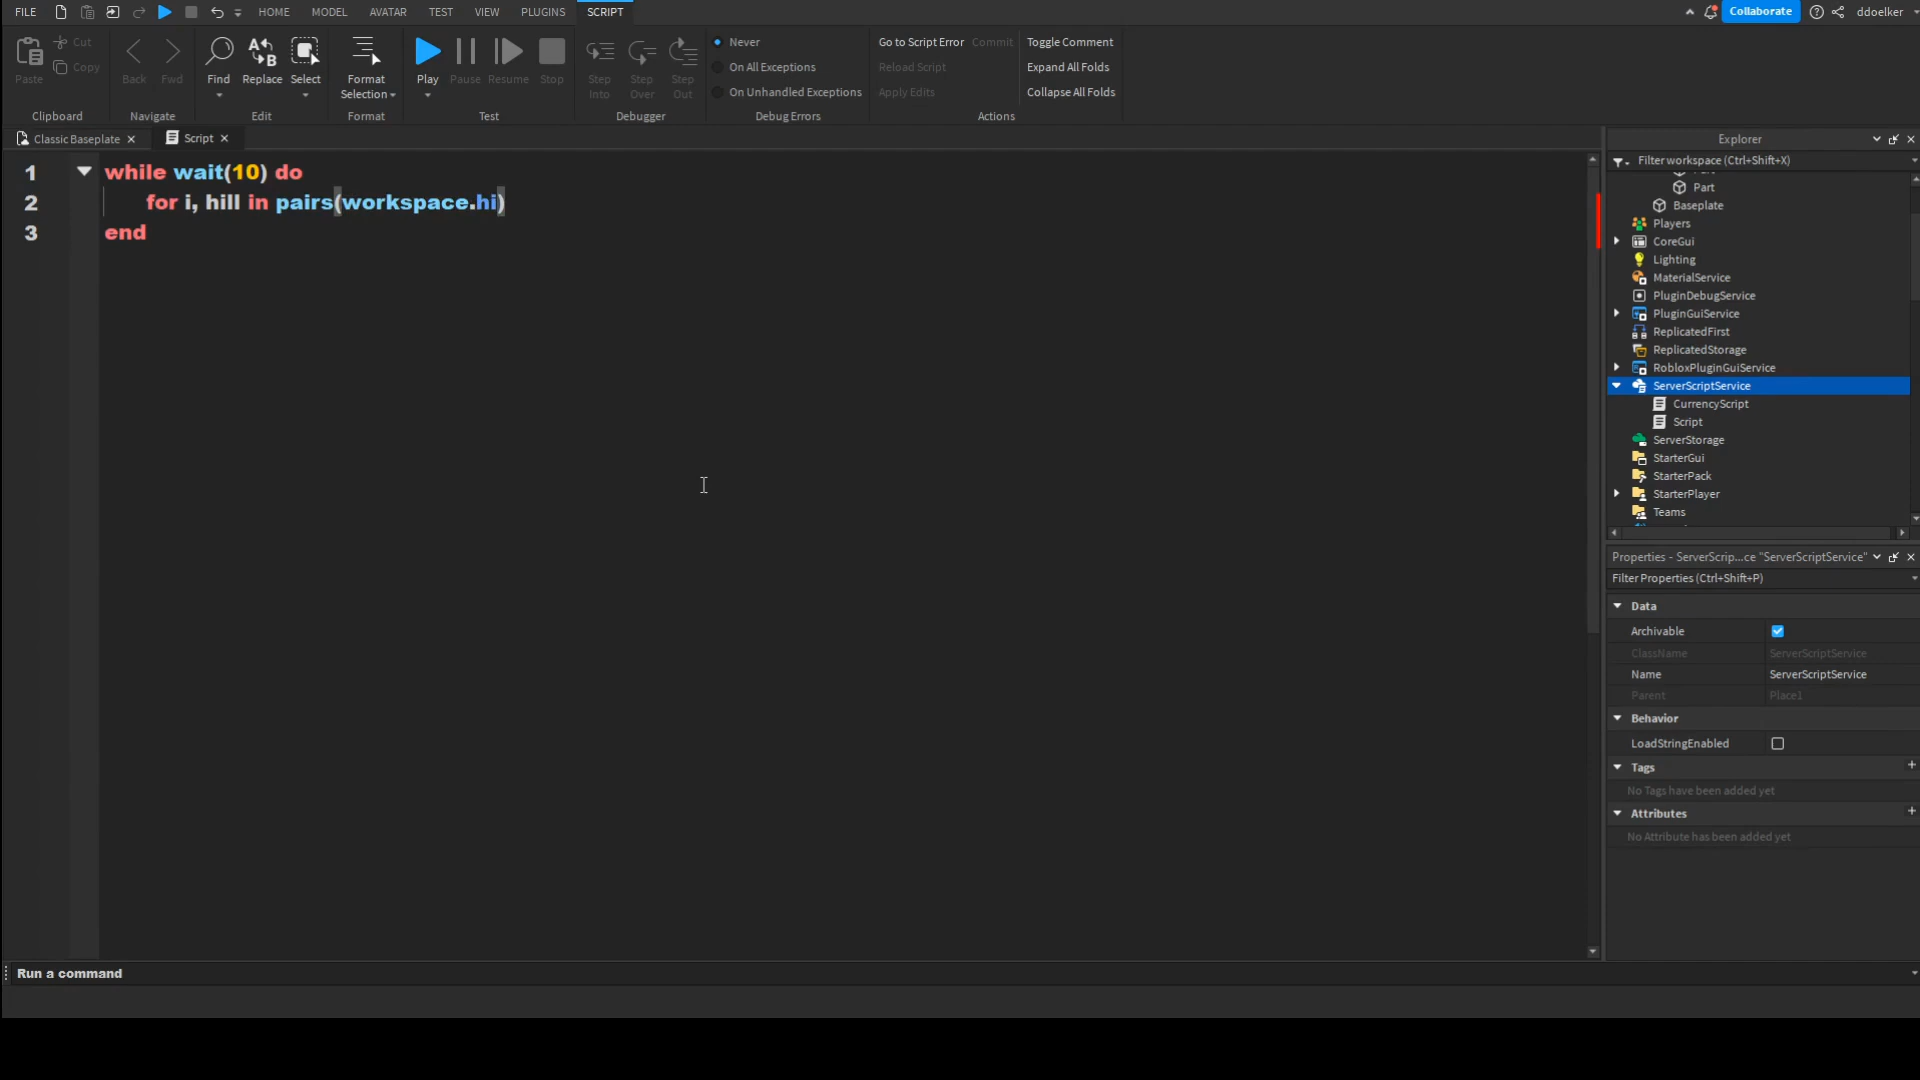 FILE HOME MODEL AVATAR TEST VIEW PLUGINS SCRIPT Collaborate ddoelker
Paste Cut Copy
Clipboard
Back Fwd
Navigate
Find Replace Select
Edit
Format Selection
Format
Play Pause Resume Stop
Test
Step Into Step Over Step Out
Debugger
Never
On All Exceptions
On Unhandled Exceptions
Debug Errors
Go to Script Error Commit Toggle Comment
Reload Script Expand All Folds
Apply Edits Collapse All Folds
Actions
Classic Baseplate Script
1 while wait(10) do
2 for i, hill in pairs(workspace.hi)
3 end
Explorer
Filter workspace (Ctrl+Shift+X)
Part
Baseplate
Players
CoreGui
Lighting
MaterialService
PluginDebugService
PluginGuiService
ReplicatedFirst
ReplicatedStorage
RobloxPluginGuiService
ServerScriptService
CurrencyScript
Script
ServerStorage
StarterGui
StarterPack
StarterPlayer
Teams
Properties - ServerScrip...ce "ServerScriptService"
Filter Properties (Ctrl+Shift+P)
Data
Archivable
ClassName ServerScriptService
Name ServerScriptService
Parent Place1
Behavior
LoadStringEnabled
Tags
No Tags have been added yet
Attributes
No Attribute has been added yet
Run a command